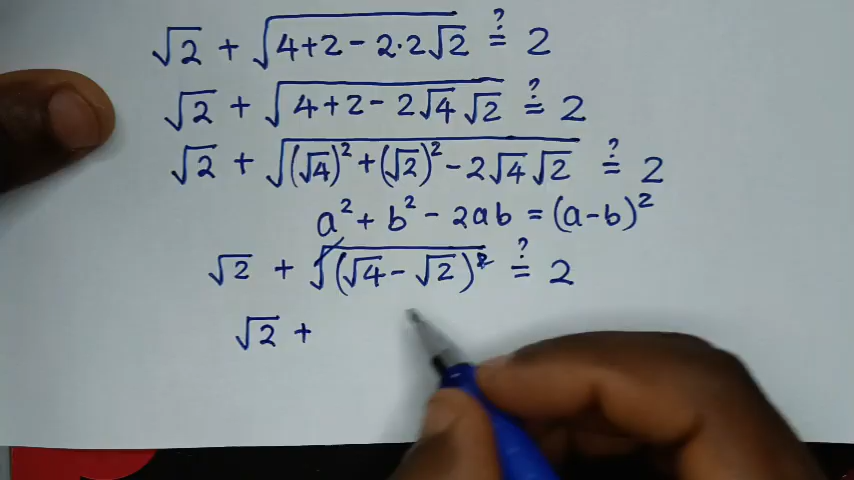 √2 + √(4+2-2·2√2) ≟ 2
√2 + √(4+2-2√4√2) ≟ 2
√2 + √((√4)²+(√2)²-2√4√2) ≟ 2
a²+b²-2ab = (a-b)²
√2 + √((√4-√2)²) ≟ 2
√2 +